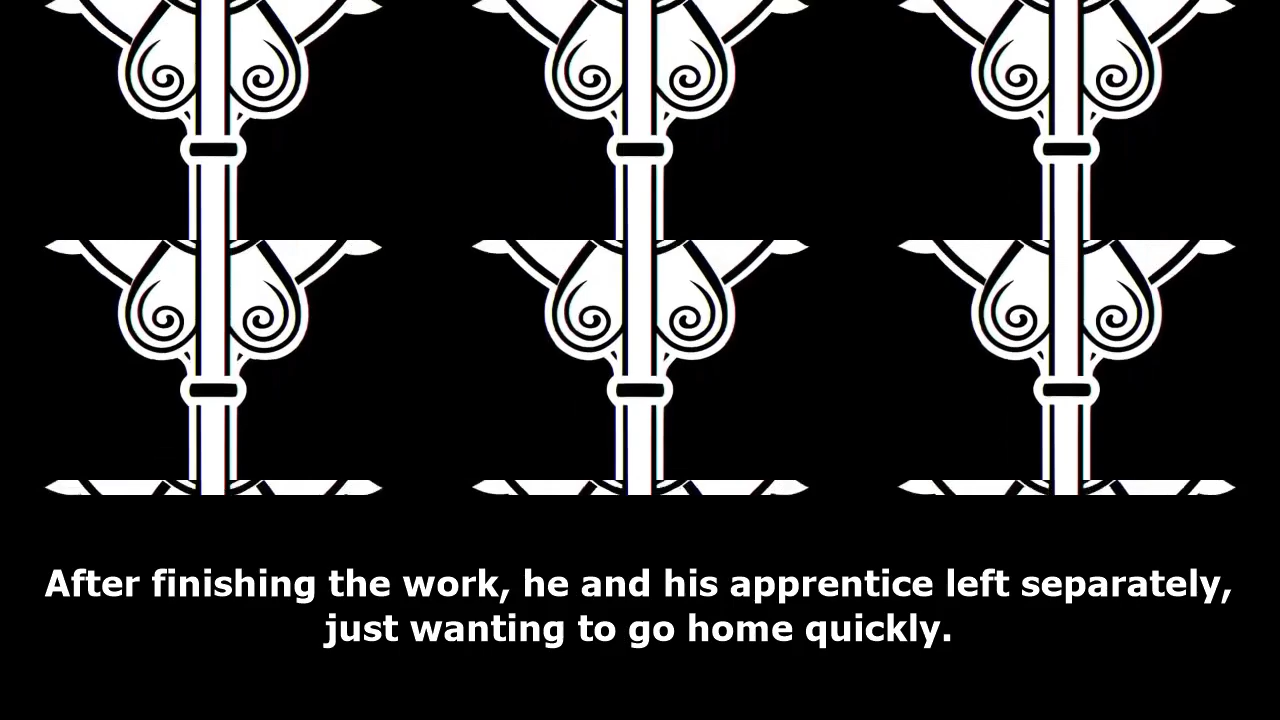 After finishing the work, he and his apprentice left separately,
just wanting to go home quickly.